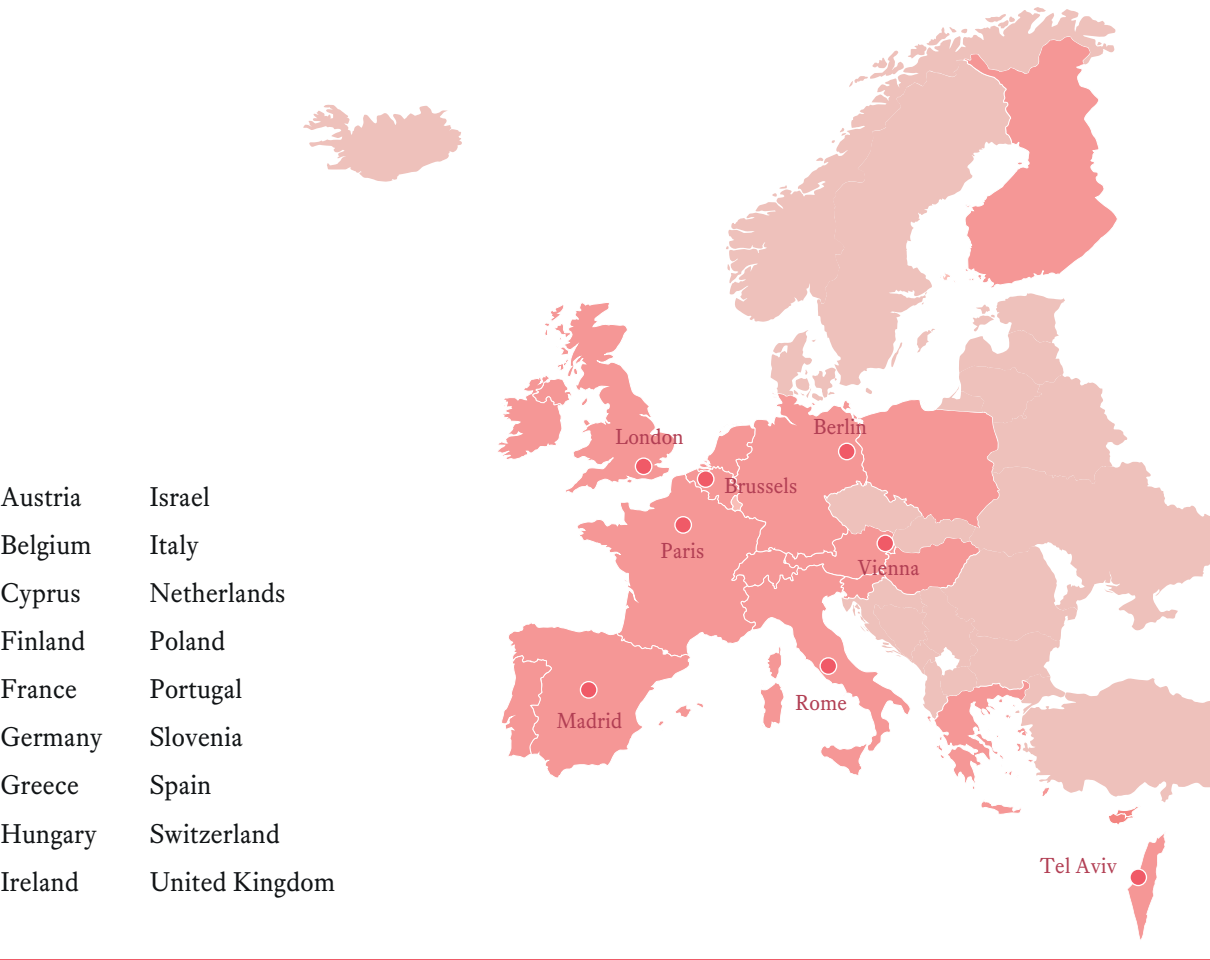 Austria
Belgium
Cyprus
Finland
France
Germany
Greece
Hungary
Ireland
Israel
Italy
Netherlands
Poland
Portugal
Slovenia
Spain
Switzerland
United Kingdom
London
Berlin
Brussels
Paris
Vienna
Rome
Madrid
Tel Aviv